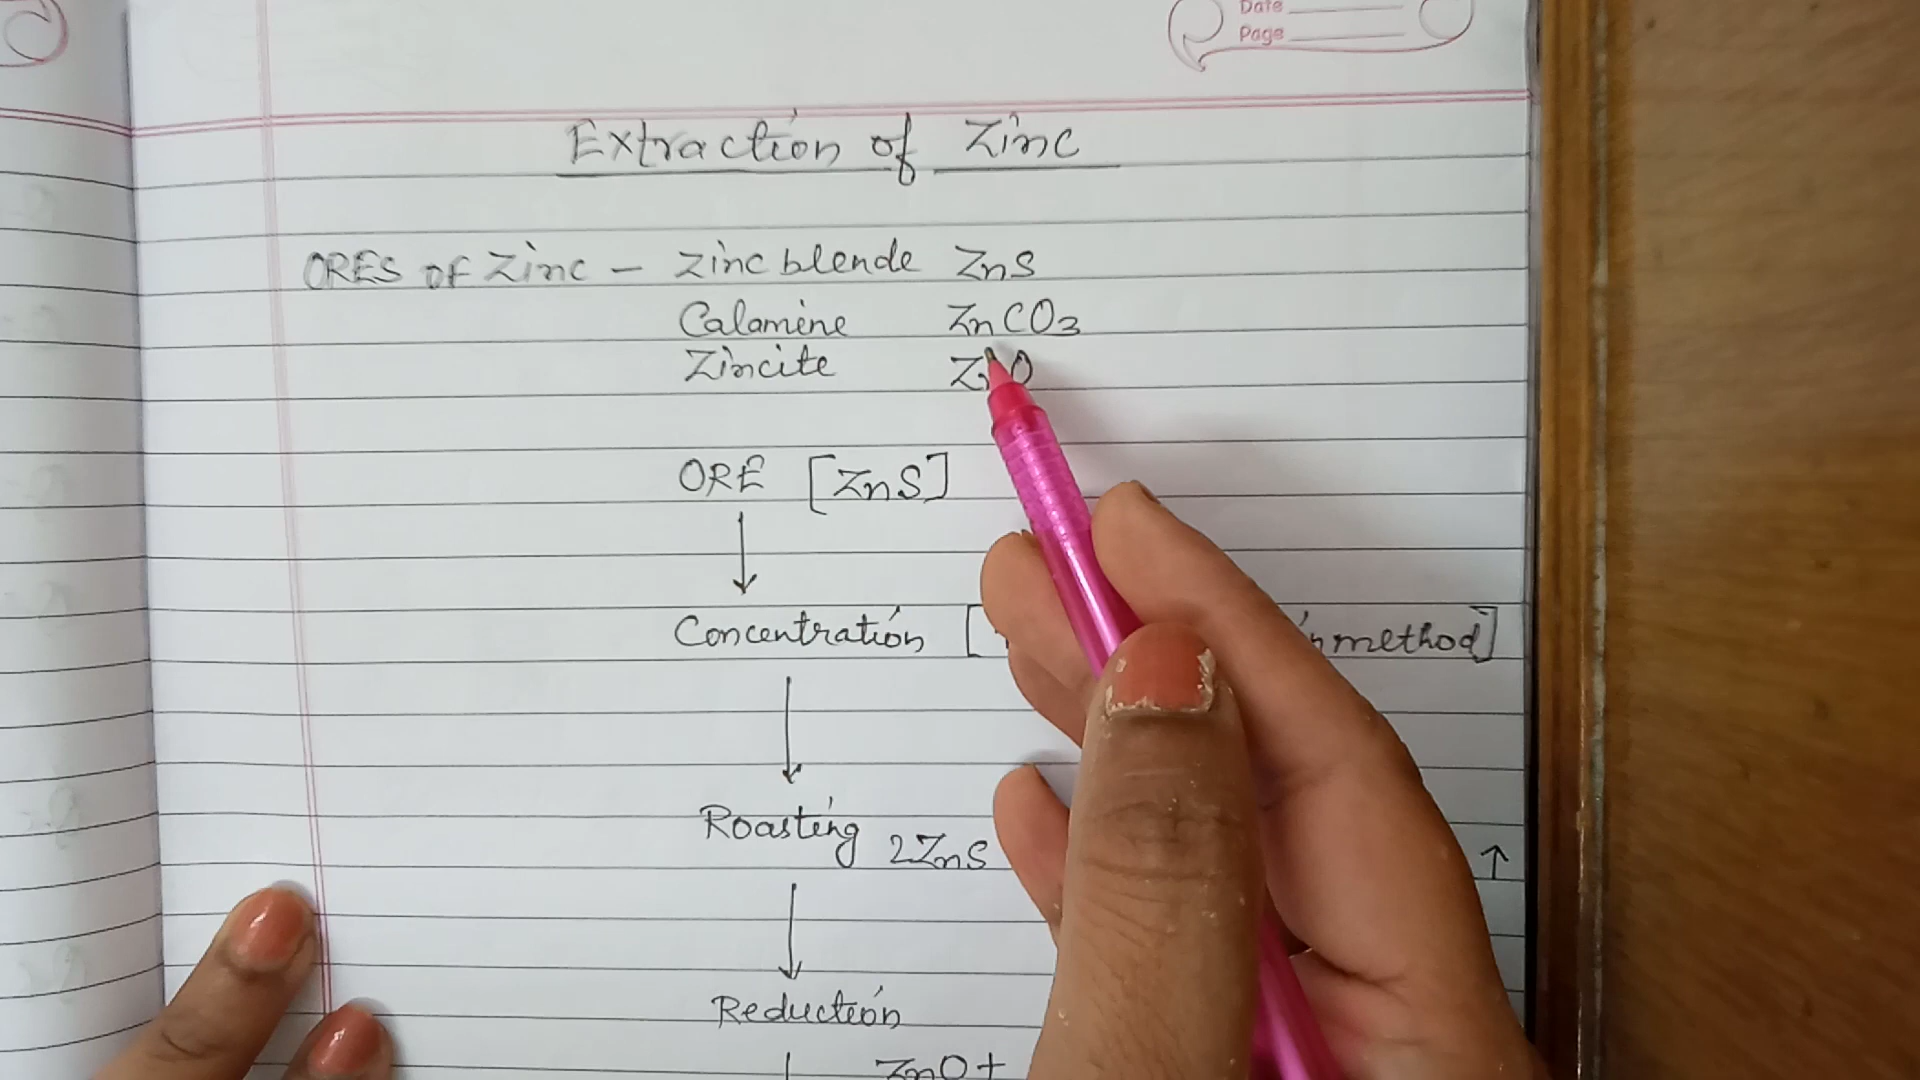 Date
Page
Extraction of Zinc
ORES OF Zinc - Zinc blende ZnS
Calamine ZnCO3
Zincite
ORE [ZnS]
↓
Concentration [ method]
↓
Roasting 2ZnS ↑
↓
Reduction
ZnO+